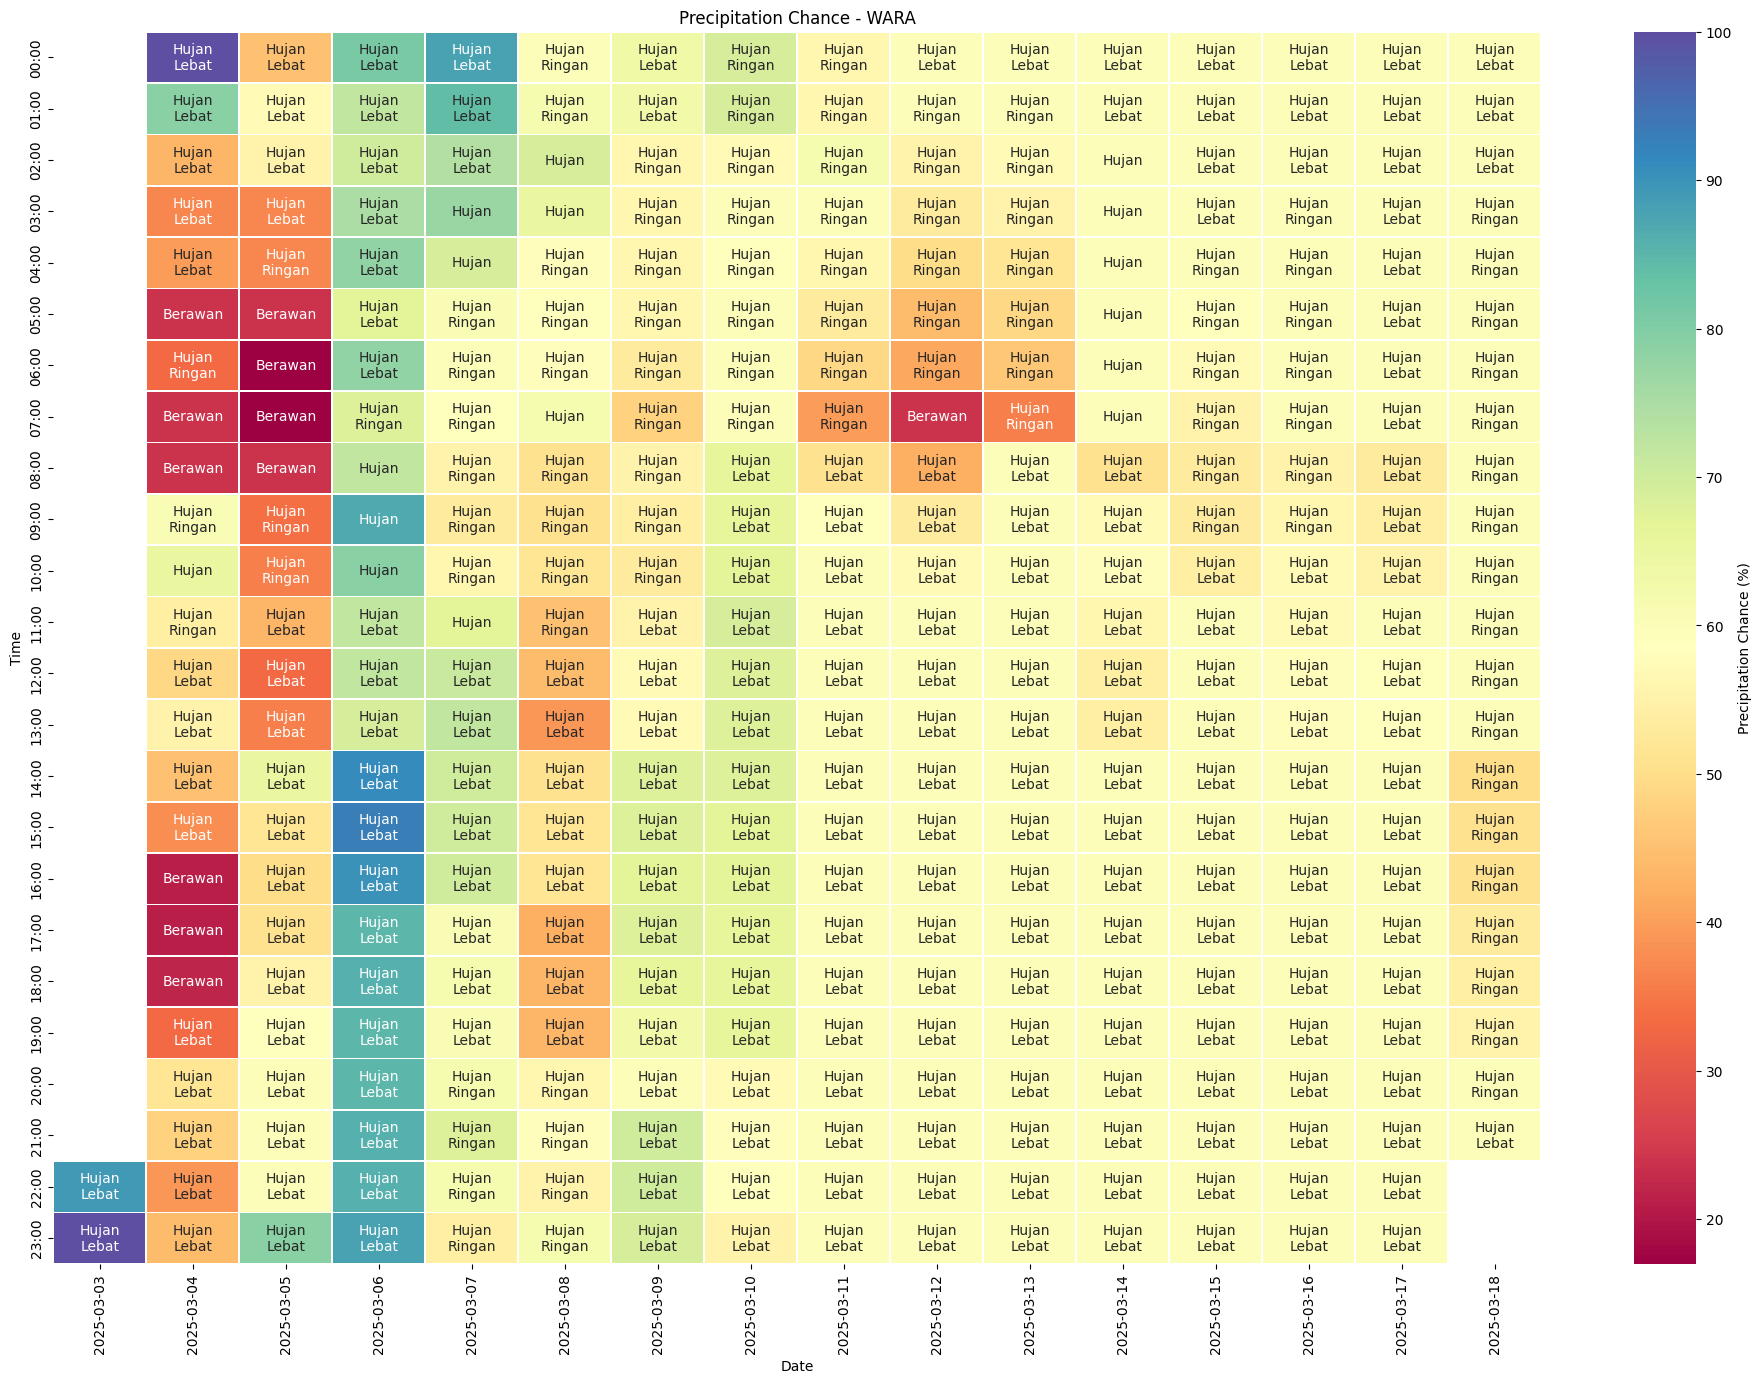 Precipitation Chance - WARA
00:00 Hujan Lebat Hujan Lebat Hujan Lebat Hujan Lebat Hujan Ringan Hujan Lebat Hujan Ringan Hujan Ringan Hujan Lebat Hujan Lebat Hujan Lebat Hujan Lebat Hujan Lebat Hujan Lebat Hujan Lebat
01:00 Hujan Lebat Hujan Lebat Hujan Lebat Hujan Lebat Hujan Ringan Hujan Lebat Hujan Ringan Hujan Ringan Hujan Ringan Hujan Ringan Hujan Lebat Hujan Lebat Hujan Lebat Hujan Lebat Hujan Lebat
02:00 Hujan Lebat Hujan Lebat Hujan Lebat Hujan Lebat Hujan Hujan Ringan Hujan Ringan Hujan Ringan Hujan Ringan Hujan Ringan Hujan Hujan Lebat Hujan Lebat Hujan Lebat Hujan Lebat
03:00 Hujan Lebat Hujan Lebat Hujan Lebat Hujan Hujan Hujan Ringan Hujan Ringan Hujan Ringan Hujan Ringan Hujan Ringan Hujan Hujan Lebat Hujan Ringan Hujan Lebat Hujan Ringan
04:00 Hujan Lebat Hujan Ringan Hujan Lebat Hujan Hujan Ringan Hujan Ringan Hujan Ringan Hujan Ringan Hujan Ringan Hujan Ringan Hujan Hujan Ringan Hujan Ringan Hujan Lebat Hujan Ringan
05:00 Berawan Berawan Hujan Lebat Hujan Ringan Hujan Ringan Hujan Ringan Hujan Ringan Hujan Ringan Hujan Ringan Hujan Ringan Hujan Hujan Ringan Hujan Ringan Hujan Lebat Hujan Ringan
06:00 Hujan Ringan Berawan Hujan Lebat Hujan Ringan Hujan Ringan Hujan Ringan Hujan Ringan Hujan Ringan Hujan Ringan Hujan Ringan Hujan Hujan Ringan Hujan Ringan Hujan Lebat Hujan Ringan
07:00 Berawan Berawan Hujan Ringan Hujan Ringan Hujan Hujan Ringan Hujan Ringan Hujan Ringan Berawan Hujan Ringan Hujan Hujan Ringan Hujan Ringan Hujan Lebat Hujan Ringan
08:00 Berawan Berawan Hujan Hujan Ringan Hujan Ringan Hujan Ringan Hujan Lebat Hujan Lebat Hujan Lebat Hujan Lebat Hujan Lebat Hujan Ringan Hujan Ringan Hujan Lebat Hujan Ringan
09:00 Hujan Ringan Hujan Ringan Hujan Hujan Ringan Hujan Ringan Hujan Ringan Hujan Lebat Hujan Lebat Hujan Lebat Hujan Lebat Hujan Lebat Hujan Ringan Hujan Ringan Hujan Lebat Hujan Ringan
10:00 Hujan Hujan Ringan Hujan Hujan Ringan Hujan Ringan Hujan Ringan Hujan Lebat Hujan Lebat Hujan Lebat Hujan Lebat Hujan Lebat Hujan Lebat Hujan Lebat Hujan Lebat Hujan Ringan
11:00 Hujan Ringan Hujan Lebat Hujan Lebat Hujan Hujan Ringan Hujan Lebat Hujan Lebat Hujan Lebat Hujan Lebat Hujan Lebat Hujan Lebat Hujan Lebat Hujan Lebat Hujan Lebat Hujan Ringan
12:00 Hujan Lebat Hujan Lebat Hujan Lebat Hujan Lebat Hujan Lebat Hujan Lebat Hujan Lebat Hujan Lebat Hujan Lebat Hujan Lebat Hujan Lebat Hujan Lebat Hujan Lebat Hujan Lebat Hujan Ringan
13:00 Hujan Lebat Hujan Lebat Hujan Lebat Hujan Lebat Hujan Lebat Hujan Lebat Hujan Lebat Hujan Lebat Hujan Lebat Hujan Lebat Hujan Lebat Hujan Lebat Hujan Lebat Hujan Lebat Hujan Ringan
14:00 Hujan Lebat Hujan Lebat Hujan Lebat Hujan Lebat Hujan Lebat Hujan Lebat Hujan Lebat Hujan Lebat Hujan Lebat Hujan Lebat Hujan Lebat Hujan Lebat Hujan Lebat Hujan Lebat Hujan Ringan
15:00 Hujan Lebat Hujan Lebat Hujan Lebat Hujan Lebat Hujan Lebat Hujan Lebat Hujan Lebat Hujan Lebat Hujan Lebat Hujan Lebat Hujan Lebat Hujan Lebat Hujan Lebat Hujan Lebat Hujan Ringan
16:00 Berawan Hujan Lebat Hujan Lebat Hujan Lebat Hujan Lebat Hujan Lebat Hujan Lebat Hujan Lebat Hujan Lebat Hujan Lebat Hujan Lebat Hujan Lebat Hujan Lebat Hujan Lebat Hujan Ringan
17:00 Berawan Hujan Lebat Hujan Lebat Hujan Lebat Hujan Lebat Hujan Lebat Hujan Lebat Hujan Lebat Hujan Lebat Hujan Lebat Hujan Lebat Hujan Lebat Hujan Lebat Hujan Lebat Hujan Ringan
18:00 Berawan Hujan Lebat Hujan Lebat Hujan Lebat Hujan Lebat Hujan Lebat Hujan Lebat Hujan Lebat Hujan Lebat Hujan Lebat Hujan Lebat Hujan Lebat Hujan Lebat Hujan Lebat Hujan Ringan
19:00 Hujan Lebat Hujan Lebat Hujan Lebat Hujan Lebat Hujan Lebat Hujan Lebat Hujan Lebat Hujan Lebat Hujan Lebat Hujan Lebat Hujan Lebat Hujan Lebat Hujan Lebat Hujan Lebat Hujan Ringan
20:00 Hujan Lebat Hujan Lebat Hujan Lebat Hujan Ringan Hujan Ringan Hujan Lebat Hujan Lebat Hujan Lebat Hujan Lebat Hujan Lebat Hujan Lebat Hujan Lebat Hujan Lebat Hujan Lebat Hujan Ringan
21:00 Hujan Lebat Hujan Lebat Hujan Lebat Hujan Ringan Hujan Ringan Hujan Lebat Hujan Lebat Hujan Lebat Hujan Lebat Hujan Lebat Hujan Lebat Hujan Lebat Hujan Lebat Hujan Lebat Hujan Lebat
22:00 Hujan Lebat Hujan Lebat Hujan Lebat Hujan Lebat Hujan Ringan Hujan Ringan Hujan Lebat Hujan Lebat Hujan Lebat Hujan Lebat Hujan Lebat Hujan Lebat Hujan Lebat Hujan Lebat Hujan Lebat
23:00 Hujan Lebat Hujan Lebat Hujan Lebat Hujan Lebat Hujan Ringan Hujan Ringan Hujan Lebat Hujan Lebat Hujan Lebat Hujan Lebat Hujan Lebat Hujan Lebat Hujan Lebat Hujan Lebat Hujan Lebat
Time
2025-03-03 2025-03-04 2025-03-05 2025-03-06 2025-03-07 2025-03-08 2025-03-09 2025-03-10 2025-03-11 2025-03-12 2025-03-13 2025-03-14 2025-03-15 2025-03-16 2025-03-17 2025-03-18
Date
100
90
80
70
60
50
40
30
20
Precipitation Chance (%)